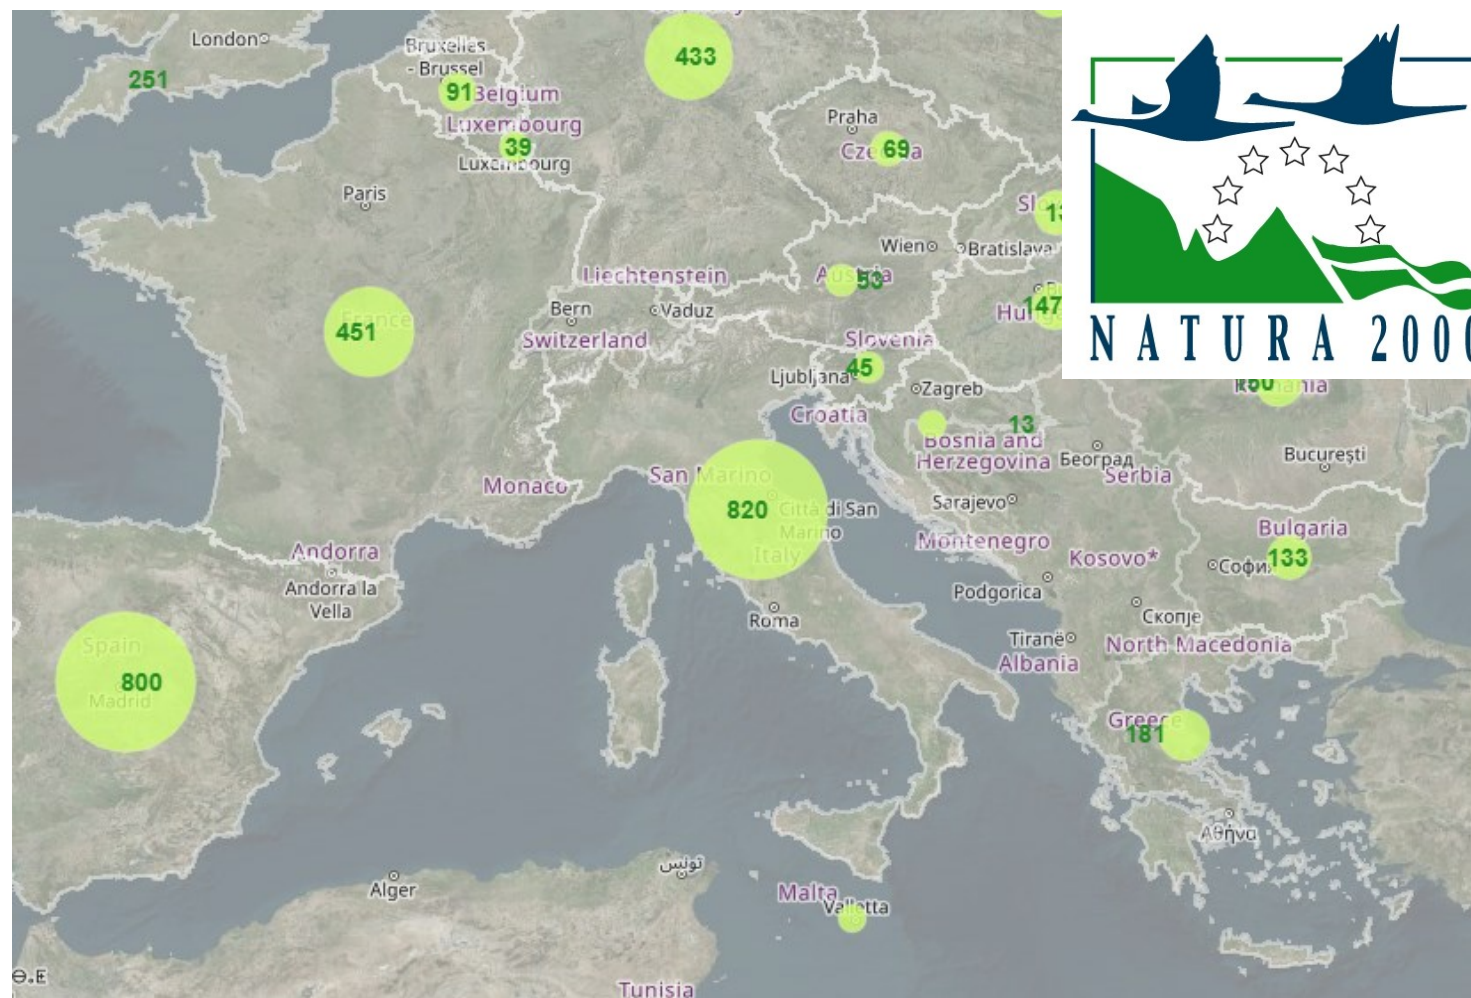 London
251
Bruxelles
- Brussel
433
91
Belgium
Luxembourg
39
Luxembourg
Praha
69
Paris
Wien
Bratislava
Liechtenstein
53
Bern
Vaduz
147
Switzerland
Slovenia
NATURA 2000
France
451
45
Ljubljana
Zagreb
Croatia
13
Bosnia and
Herzegovina
Београд
Serbia
București
San Marino
Monaco
820
Città di San
Marino
Sarajevo
Bulgaria
Montenegro
Kosovo*
133
Italy
Andorra
Andorra la
Vella
Podgorica
Скопје
Roma
Tiranë
North Macedonia
Albania
Spain
800
Madrid
Greece
181
Αθήνα
تونس
Alger
Malta
Valletta
Tunisia